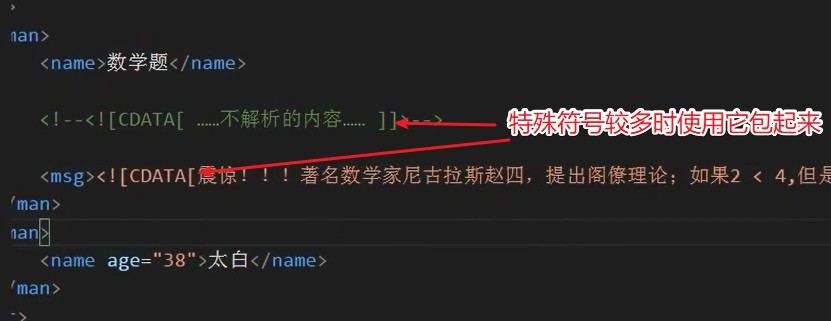 >
man>
<name>数学题</name>
<!--<![CDATA[ ……不解析的内容…… ]]>-->
特殊符号较多时使用它包起来
<msg><![CDATA[震惊!!!著名数学家尼古拉斯赵四, 提出阁僚理论; 如果2 < 4,但是
/man>
man>
<name age="38">太白</name>
/man>
-->